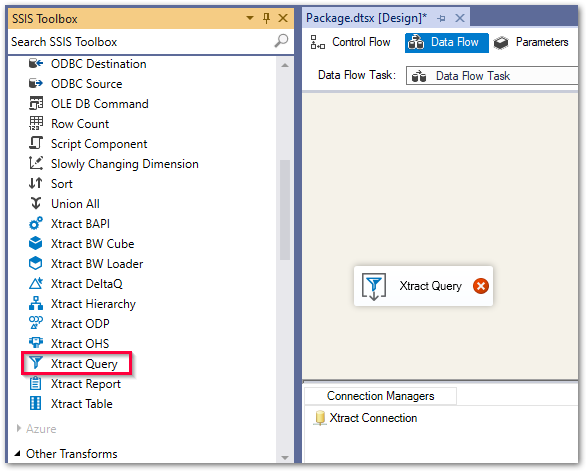 SSIS Toolbox
Search SSIS Toolbox
ODBC Destination
ODBC Source
OLE DB Command
Row Count
Script Component
Slowly Changing Dimension
Sort
Union All
Xtract BAPI
Xtract BW Cube
Xtract BW Loader
Xtract DeltaQ
Xtract Hierarchy
Xtract ODP
Xtract OHS
Xtract Query
Xtract Report
Xtract Table
Azure
Other Transforms
Package.dtsx [Design]*
Control Flow Data Flow Parameters
Data Flow Task: Data Flow Task
Xtract Query
Connection Managers
Xtract Connection